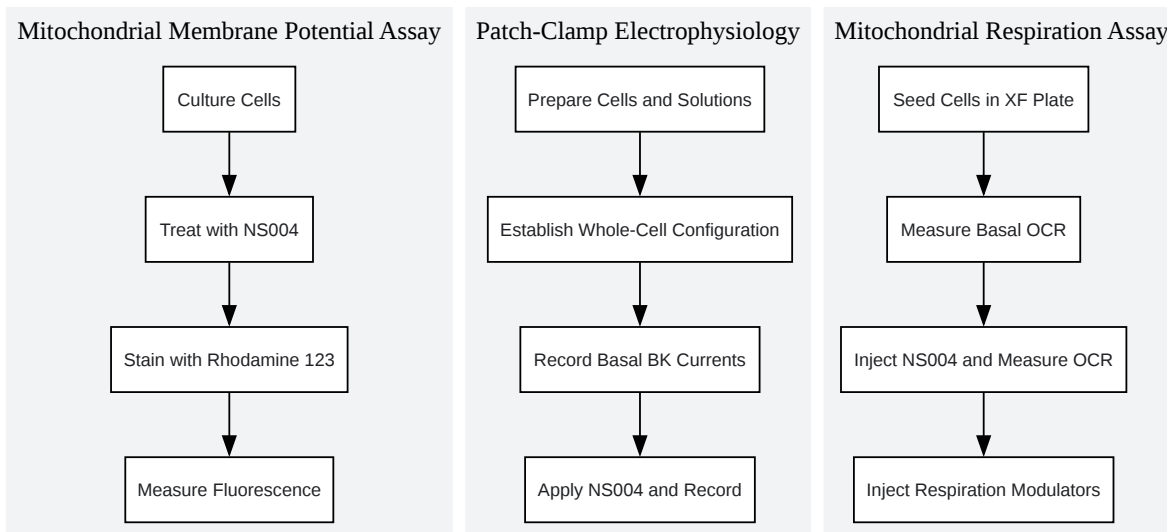 Mitochondrial Membrane Potential Assay
Culture Cells
Treat with NS004
Stain with Rhodamine 123
Measure Fluorescence
Patch-Clamp Electrophysiology
Prepare Cells and Solutions
Establish Whole-Cell Configuration
Record Basal BK Currents
Apply NS004 and Record
Mitochondrial Respiration Assay
Seed Cells in XF Plate
Measure Basal OCR
Inject NS004 and Measure OCR
Inject Respiration Modulators